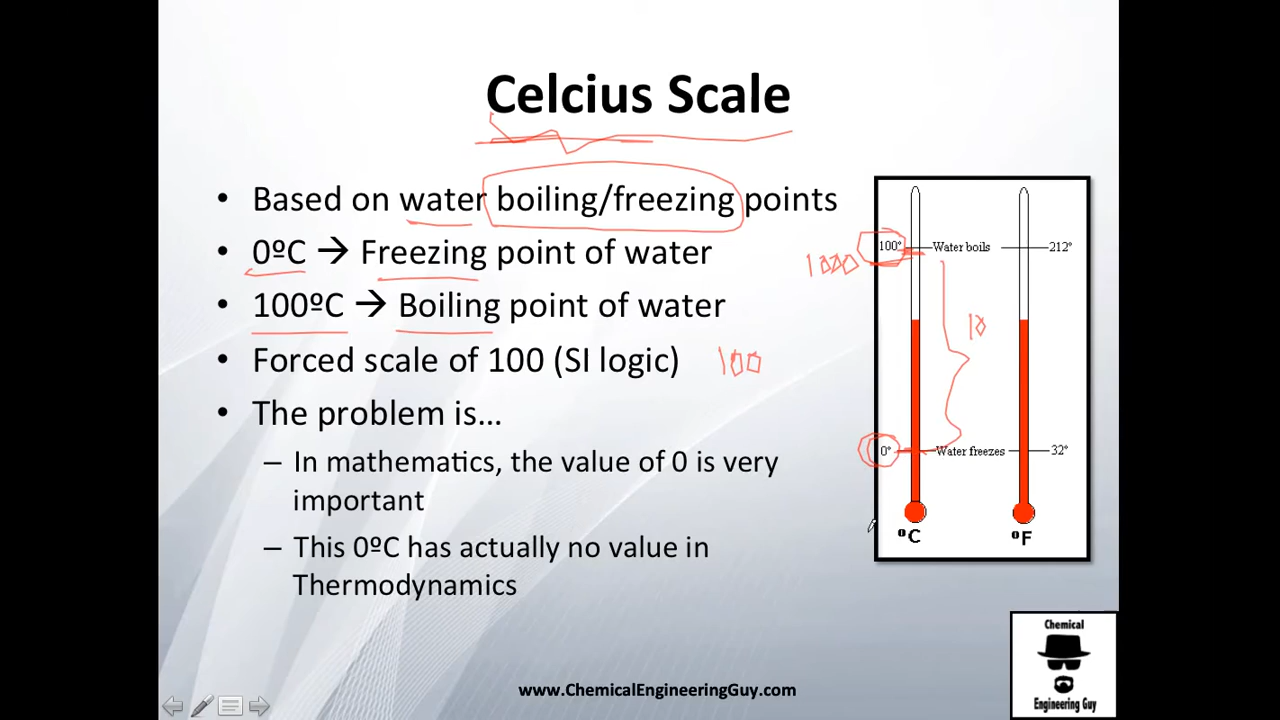 Celcius Scale
• Based on water boiling/freezing points
• 0ºC → Freezing point of water
• 100ºC → Boiling point of water
• Forced scale of 100 (SI logic) 100
• The problem is...
– In mathematics, the value of 0 is very
important
– This 0ºC has actually no value in
Thermodynamics
1000
100° Water boils 212°
10
0° Water freezes 32°
ºC ºF
Chemical
Engineering Guy
www.ChemicalEngineeringGuy.com